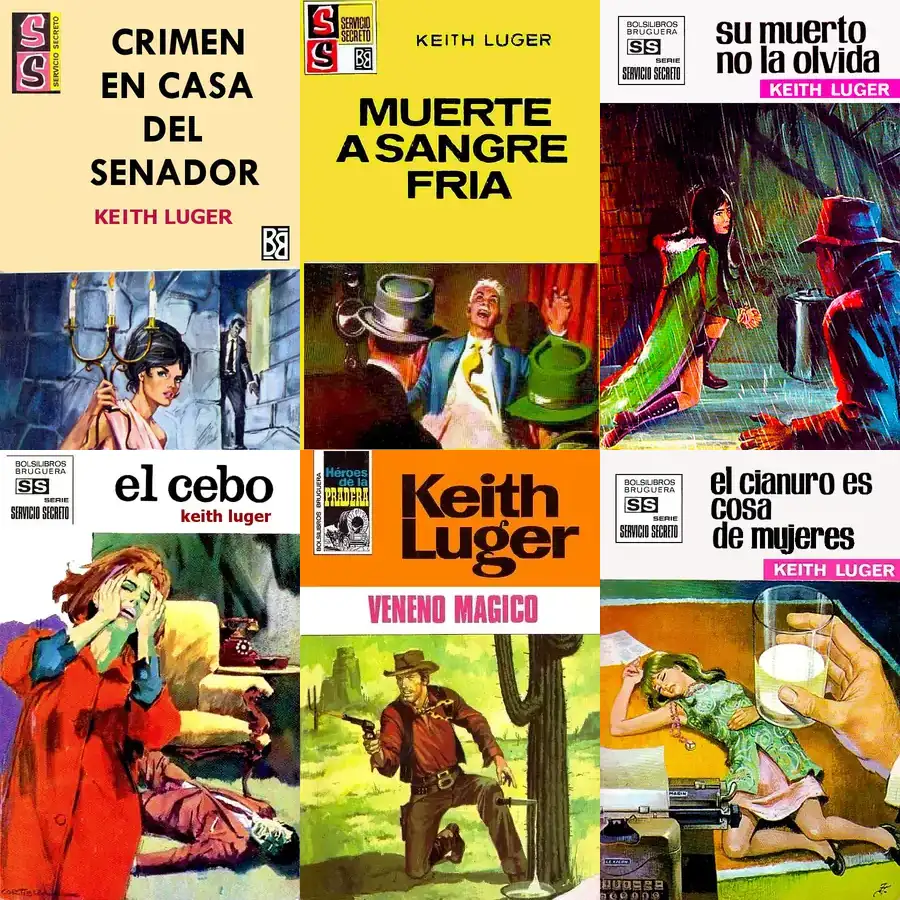 S
S
SERVICIO SECRETO
CRIMEN
EN CASA
DEL
SENADOR
KEITH LUGER
BB
S
S
SERVICIO
SECRETO
BB
KEITH LUGER
MUERTE
A SANGRE
FRIA
BOLSILIBROS
BRUGUERA
SS
SERIE
SERVICIO SECRETO
su muerto
no la olvida
KEITH LUGER
BOLSILIBROS
BRUGUERA
SS
SERIE
SERVICIO SECRETO
el cebo
keith luger
BOLSILIBROS BRUGUERA
Héroes
de la
PRADERA
Keith
Luger
VENENO MAGICO
BOLSILIBROS
BRUGUERA
SS
SERIE
SERVICIO SECRETO
el cianuro es
cosa
de mujeres
KEITH LUGER